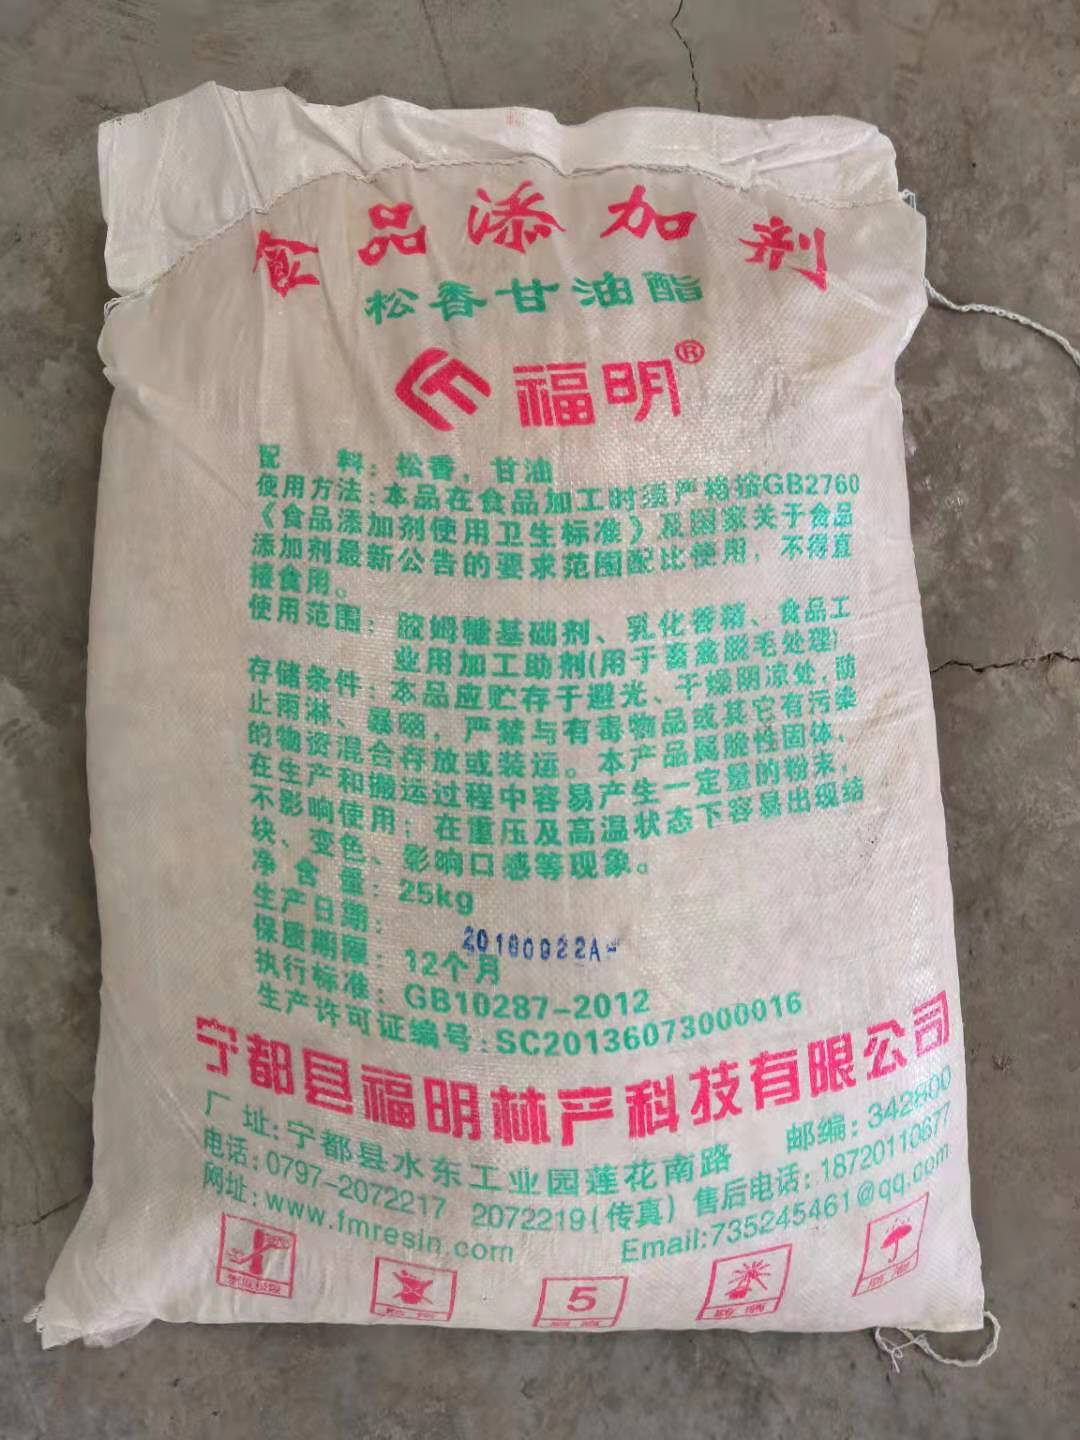 食品添加剂
松香甘油酯
福明®
配 料：松香，甘油
使用方法：本品在食品加工时须严格按GB2760
《食品添加剂使用卫生标准》及国家关于食品
添加剂最新公告的要求范围配比使用，不得直
接食用。
使用范围：胶姆糖基础剂、乳化香精、食品工
业用加工助剂(用于畜禽脱毛处理)
存储条件：本品应贮存于避光、干燥阴凉处,防
止雨淋、暴晒，严禁与有毒物品或其它有污染
的物资混合存放或装运。本产品属脆性固体，
在生产和搬运过程中容易产生一定量的粉末，
不影响使用；在重压及高温状态下容易出现结
块、变色、影响口感等现象。
净 含 量：25kg
生产日期：20180922A
保质期限：12个月
执行标准：GB10287-2012
生产许可证编号：SC20136073000016
宁都县福明林产科技有限公司
厂 址：宁都县水东工业园莲花南路 邮编：342800
电话：0797-2072217 2072219(传真) 售后电话：18720110677
网址：www.fmresin.com Email:735245461@qq.com
5